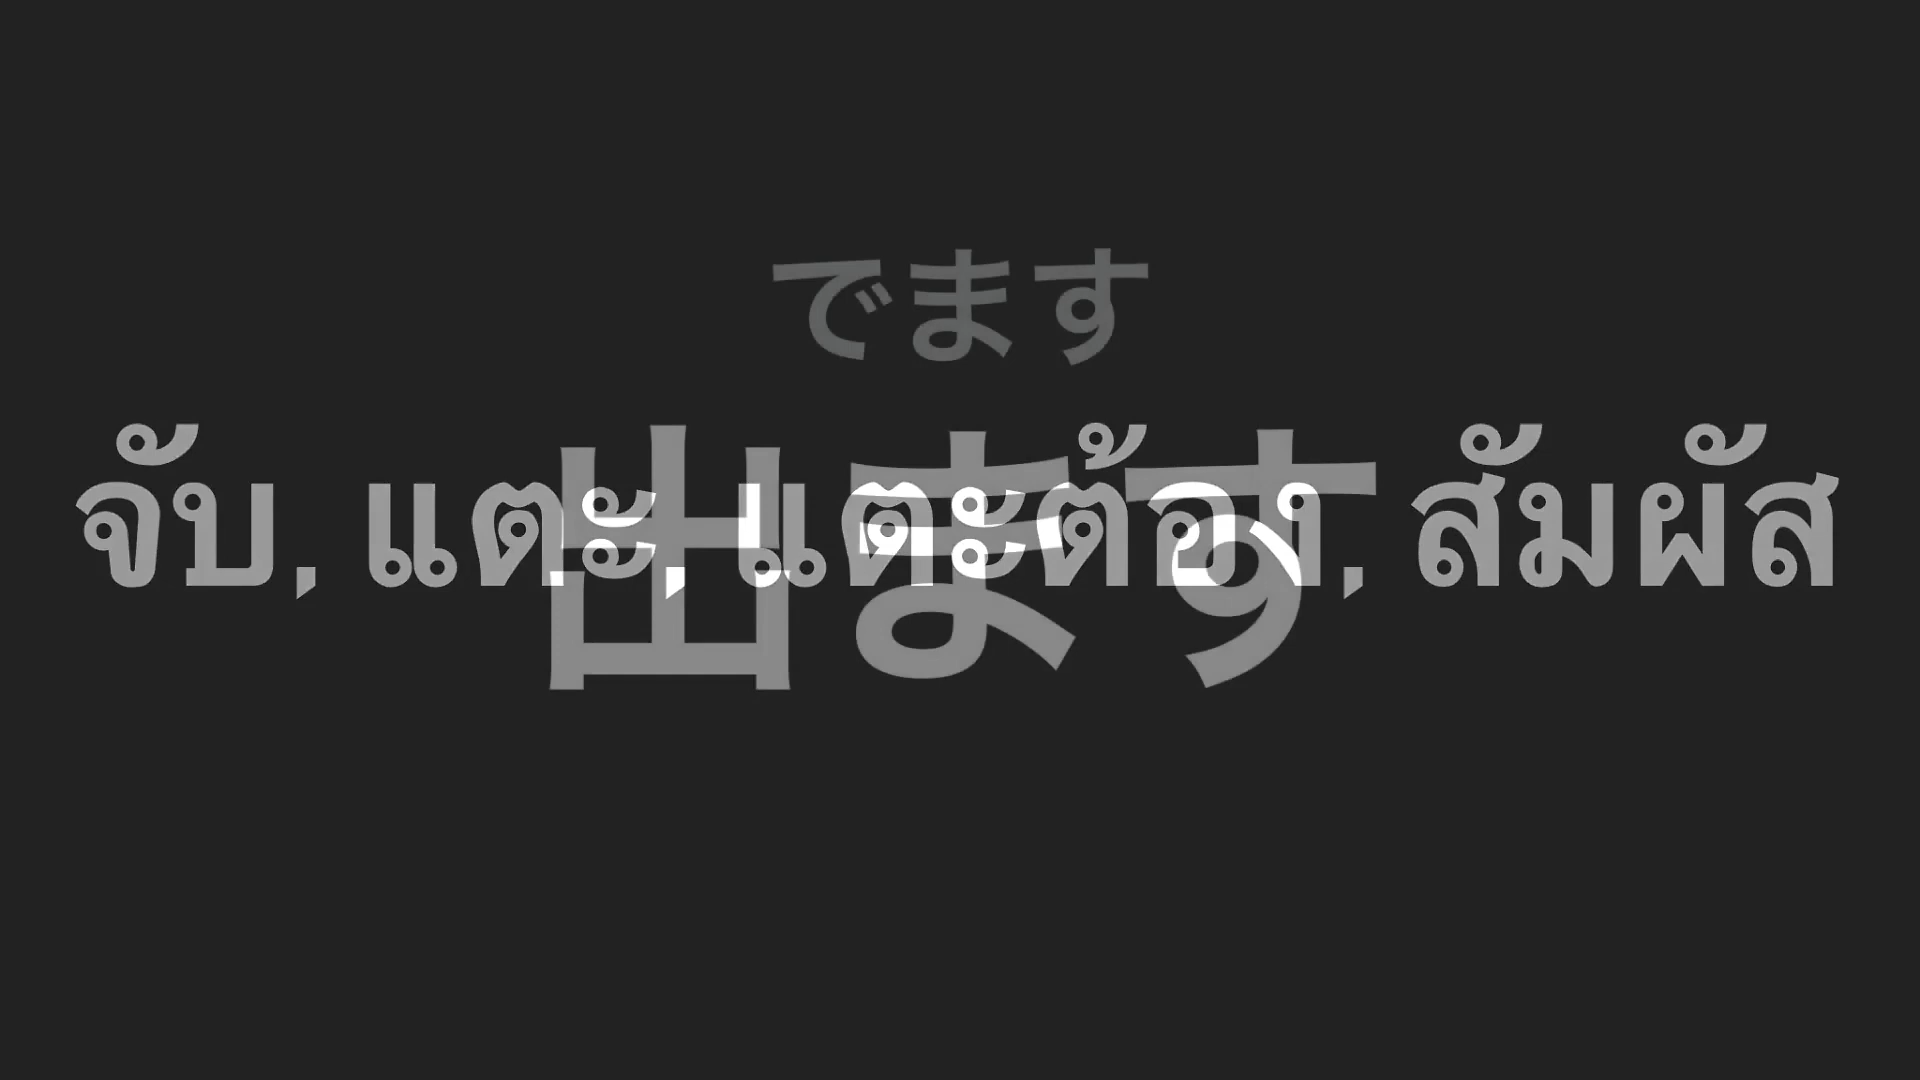 でます
จับ, แตะ, แตะต้อง, สัมผัส
出ます